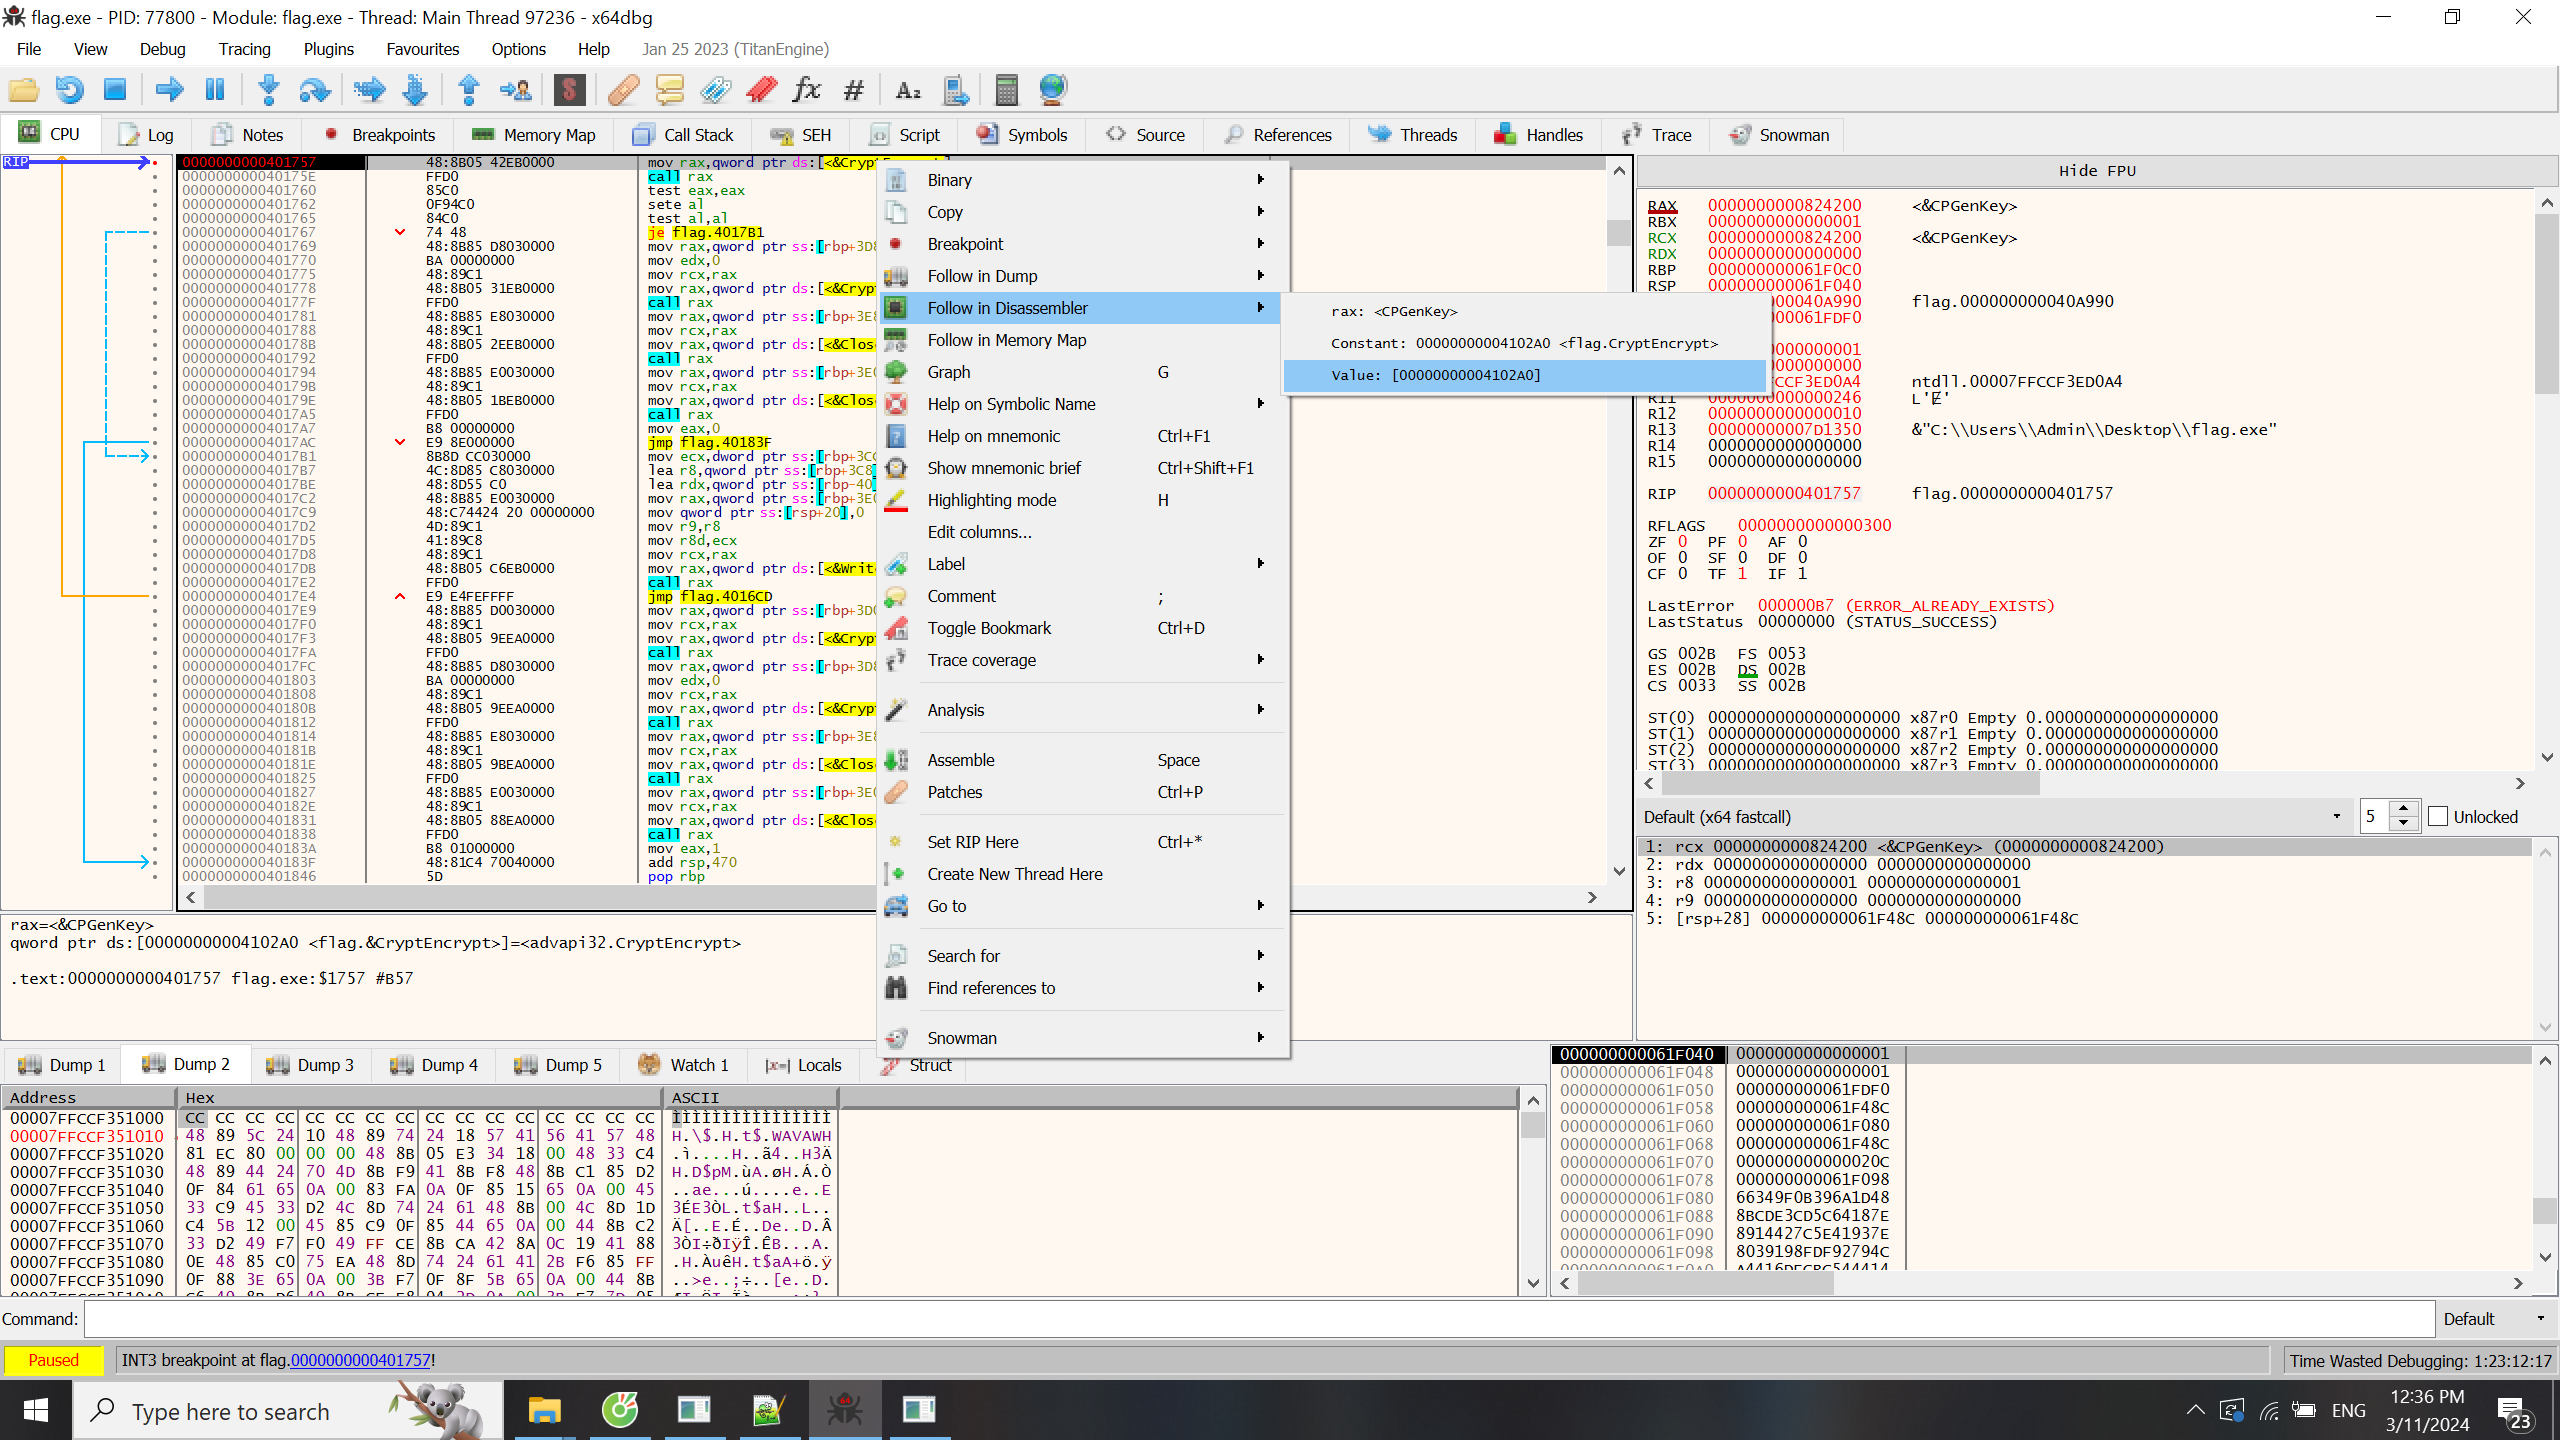 flag.exe - PID: 77800 - Module: flag.exe - Thread: Main Thread 97236 - x64dbg
File View Debug Tracing Plugins Favourites Options Help Jan 25 2023 (TitanEngine)
CPU Log Notes Breakpoints Memory Map Call Stack SEH Script Symbols Source References Threads Handles Trace Snowman
RIP
0000000000401757 48:8B05 42EB0000 mov rax,qword ptr ds:[<&Crypt
000000000040175E FFD0 call rax
0000000000401760 85C0 test eax,eax
0000000000401762 0F94C0 sete al
0000000000401765 84C0 test al,al
0000000000401767 74 48 je flag.4017B1
0000000000401769 48:8B85 D8030000 mov rax,qword ptr ss:[rbp+3D8
0000000000401770 BA 00000000 mov edx,0
0000000000401775 48:89C1 mov rcx,rax
0000000000401778 48:8B05 31EB0000 mov rax,qword ptr ds:[<&Cryp
000000000040177F FFD0 call rax
0000000000401781 48:8B85 E8030000 mov rax,qword ptr ss:[rbp+3E8
0000000000401788 48:89C1 mov rcx,rax
000000000040178B 48:8B05 2EEB0000 mov rax,qword ptr ds:[<&Clos
0000000000401792 FFD0 call rax
0000000000401794 48:8B85 E0030000 mov rax,qword ptr ss:[rbp+3E0
000000000040179B 48:89C1 mov rcx,rax
000000000040179E 48:8B05 1BEB0000 mov rax,qword ptr ds:[<&Clos
00000000004017A5 FFD0 call rax
00000000004017A7 B8 00000000 mov eax,0
00000000004017AC E9 8E000000 jmp flag.40183F
00000000004017B1 8B8D CC030000 mov ecx,dword ptr ss:[rbp+3CC
00000000004017B7 4C:8D85 C8030000 lea r8,qword ptr ss:[rbp+3C8]
00000000004017BE 48:8D55 C0 lea rdx,qword ptr ss:[rbp-40]
00000000004017C2 48:8B85 E0030000 mov rax,qword ptr ss:[rbp+3E0
00000000004017C9 48:C74424 20 00000000 mov qword ptr ss:[rsp+20],0
00000000004017D2 4D:89C1 mov r9,r8
00000000004017D5 41:89C8 mov r8d,ecx
00000000004017D8 48:89C1 mov rcx,rax
00000000004017DB 48:8B05 C6EB0000 mov rax,qword ptr ds:[<&Writ
00000000004017E2 FFD0 call rax
00000000004017E4 E9 E4FEFFFF jmp flag.4016CD
00000000004017E9 48:8B85 D0030000 mov rax,qword ptr ss:[rbp+3D0
00000000004017F0 48:89C1 mov rcx,rax
00000000004017F3 48:8B05 9EEA0000 mov rax,qword ptr ds:[<&Cryp
00000000004017FA FFD0 call rax
00000000004017FC 48:8B85 D8030000 mov rax,qword ptr ss:[rbp+3D8
0000000000401803 BA 00000000 mov edx,0
0000000000401808 48:89C1 mov rcx,rax
000000000040180B 48:8B05 9EEA0000 mov rax,qword ptr ds:[<&Cryp
0000000000401812 FFD0 call rax
0000000000401814 48:8B85 E8030000 mov rax,qword ptr ss:[rbp+3E8
000000000040181B 48:89C1 mov rcx,rax
000000000040181E 48:8B05 9BEA0000 mov rax,qword ptr ds:[<&Clos
0000000000401825 FFD0 call rax
0000000000401827 48:8B85 E0030000 mov rax,qword ptr ss:[rbp+3E0
000000000040182E 48:89C1 mov rcx,rax
0000000000401831 48:8B05 88EA0000 mov rax,qword ptr ds:[<&Clos
0000000000401838 FFD0 call rax
000000000040183A B8 01000000 mov eax,1
000000000040183F 48:81C4 70040000 add rsp,470
0000000000401846 5D pop rbp
Binary
Copy
Breakpoint
Follow in Dump
Follow in Disassembler
Follow in Memory Map
Graph G
Help on Symbolic Name
Help on mnemonic Ctrl+F1
Show mnemonic brief Ctrl+Shift+F1
Highlighting mode H
Edit columns...
Label
Comment ;
Toggle Bookmark Ctrl+D
Trace coverage
Analysis
Assemble Space
Patches Ctrl+P
Set RIP Here Ctrl+*
Create New Thread Here
Go to
Search for
Find references to
Snowman
rax: <CPGenKey>
Constant: 00000000004102A0 <flag.CryptEncrypt>
Value: [00000000004102A0]
Hide FPU
RAX 0000000000824200 <&CPGenKey>
RBX 0000000000000001
RCX 0000000000824200 <&CPGenKey>
RDX 0000000000000000
RBP 000000000061F0C0
RSP 000000000061F040
000040A990 flag.000000000040A990
000061FDF0
0000000001
0000000000
FCCF3ED0A4 ntdll.00007FFCCF3ED0A4
R11 0000000000000246 L'Ɇ'
R12 0000000000000010
R13 00000000007D1350 &"C:\\Users\\Admin\\Desktop\\flag.exe"
R14 0000000000000000
R15 0000000000000000
RIP 0000000000401757 flag.0000000000401757
RFLAGS 0000000000000300
ZF 0 PF 0 AF 0
OF 0 SF 0 DF 0
CF 0 TF 1 IF 1
LastError 000000B7 (ERROR_ALREADY_EXISTS)
LastStatus 00000000 (STATUS_SUCCESS)
GS 002B FS 0053
ES 002B DS 002B
CS 0033 SS 002B
ST(0) 00000000000000000000 x87r0 Empty 0.000000000000000000
ST(1) 00000000000000000000 x87r1 Empty 0.000000000000000000
ST(2) 00000000000000000000 x87r2 Empty 0.000000000000000000
ST(3) 00000000000000000000 x87r3 Empty 0.000000000000000000
Default (x64 fastcall) 5 Unlocked
1: rcx 0000000000824200 <&CPGenKey> (0000000000824200)
2: rdx 0000000000000000 0000000000000000
3: r8 0000000000000001 0000000000000001
4: r9 0000000000000000 0000000000000000
5: [rsp+28] 000000000061F48C 000000000061F48C
rax=<&CPGenKey>
qword ptr ds:[00000000004102A0 <flag.&CryptEncrypt>]=<advapi32.CryptEncrypt>
.text:0000000000401757 flag.exe:$1757 #B57
Dump 1 Dump 2 Dump 3 Dump 4 Dump 5 Watch 1 Locals Struct
Address Hex ASCII
00007FFCCF351000 CC CC CC CC CC CC CC CC CC CC CC CC CC CC CC CC ÌÌÌÌÌÌÌÌÌÌÌÌÌÌÌÌ
00007FFCCF351010 48 89 5C 24 10 48 89 74 24 18 57 41 56 41 57 48 H.\$.H.t$.WAVAWH
00007FFCCF351020 81 EC 80 00 00 00 48 8B 05 E3 34 18 00 48 33 C4 .ì....H..ã4..H3Ä
00007FFCCF351030 48 89 44 24 70 4D 8B F9 41 8B F8 48 8B C1 85 D2 H.D$pM.ùA.øH.Á.Ò
00007FFCCF351040 0F 84 61 65 0A 00 83 FA 0A 0F 85 15 65 0A 00 45 ..ae...ú....e..E
00007FFCCF351050 33 C9 45 33 D2 4C 8D 74 24 61 48 8B 00 4C 8D 1D 3ÉE3ÒL.t$aH..L..
00007FFCCF351060 C4 5B 12 00 45 85 C9 0F 85 44 65 0A 00 44 8B C2 Ä[..E.É..De..D.Â
00007FFCCF351070 33 D2 49 F7 F0 49 FF CE 8B CA 42 8A 0C 19 41 88 3ÒI÷ðIÿÎ.ÊB...A.
00007FFCCF351080 0E 48 85 C0 75 EA 48 8D 74 24 61 41 2B F6 85 FF .H.ÀuêH.t$aA+ö.ÿ
00007FFCCF351090 0F 88 3E 65 0A 00 3B F7 0F 8F 5B 65 0A 00 44 8B ..>e..;÷..[e..D.
000000000061F040 0000000000000001
000000000061F048 0000000000000001
000000000061F050 000000000061FDF0
000000000061F058 000000000061F48C
000000000061F060 000000000061F080
000000000061F068 000000000061F48C
000000000061F070 000000000000020C
000000000061F078 000000000061F098
000000000061F080 66349F0B396A1D48
000000000061F088 8BCDE3CD5C64187E
000000000061F090 8914427C5E41937E
000000000061F098 8039198FDF92794C
Command: Default
Paused INT3 breakpoint at flag.0000000000401757! Time Wasted Debugging: 1:23:12:17
Type here to search ENG 12:36 PM
3/11/2024 23